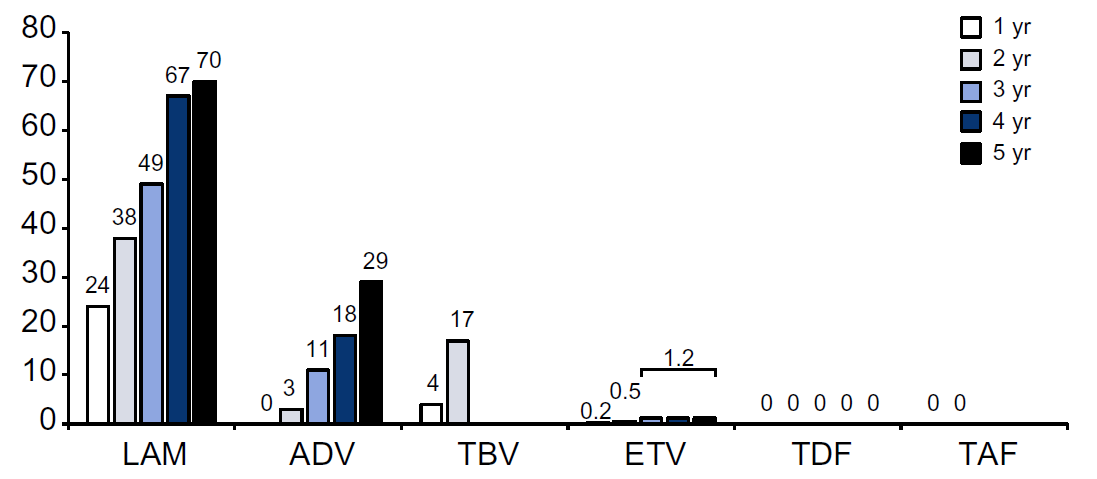 80
70
60
50
40
30
20
10
0
24 38 49 67 70
0 3 11 18 29
4 17
0.2 0.5 1.2
0 0 0 0 0
0 0
LAM ADV TBV ETV TDF TAF
1 yr
2 yr
3 yr
4 yr
5 yr